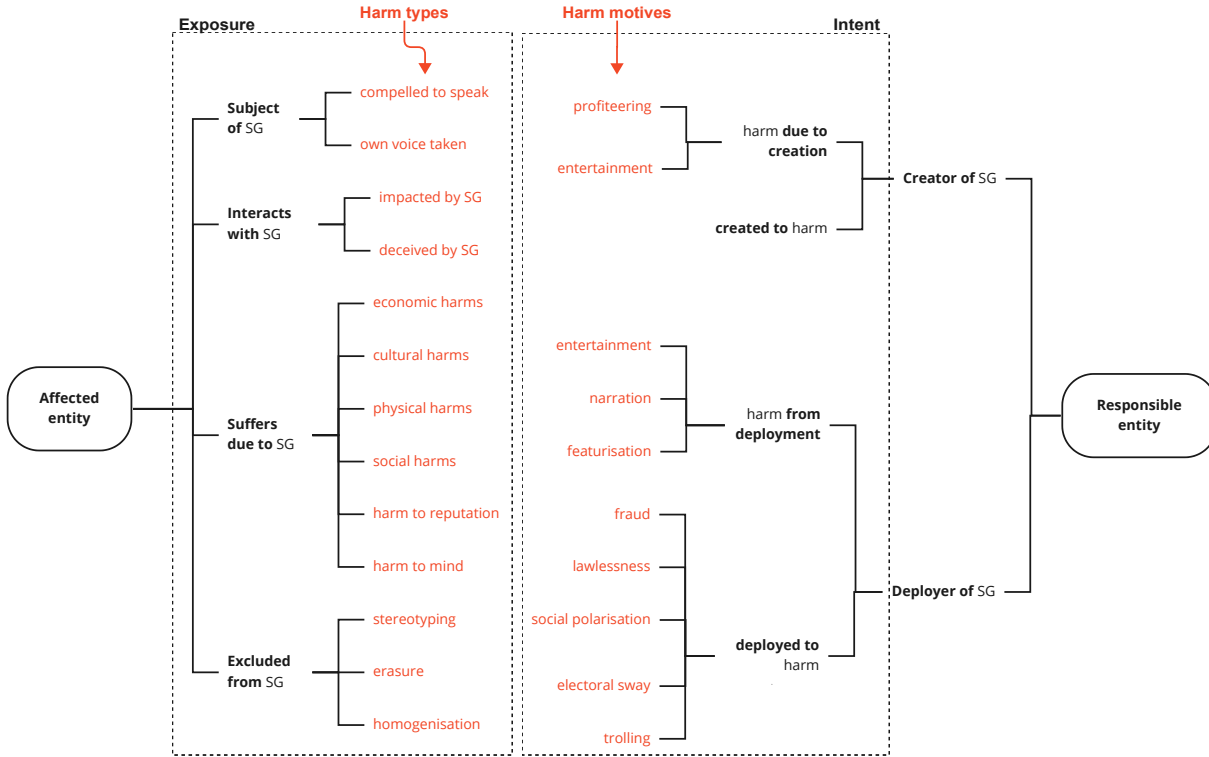 Harm types
Harm motives
Exposure
Intent
compelled to speak
Subject
of SG
own voice taken
impacted by SG
Interacts
with SG
deceived by SG
economic harms
cultural harms
Affected
entity
physical harms
Suffers
due to SG
social harms
harm to reputation
harm to mind
stereotyping
Excluded
from SG
erasure
homogenisation
profiteering
harm due to
creation
entertainment
Creator of SG
created to harm
entertainment
narration
harm from
deployment
featurisation
Responsible
entity
fraud
lawlessness
Deployer of SG
social polarisation
deployed to
harm
electoral sway
trolling